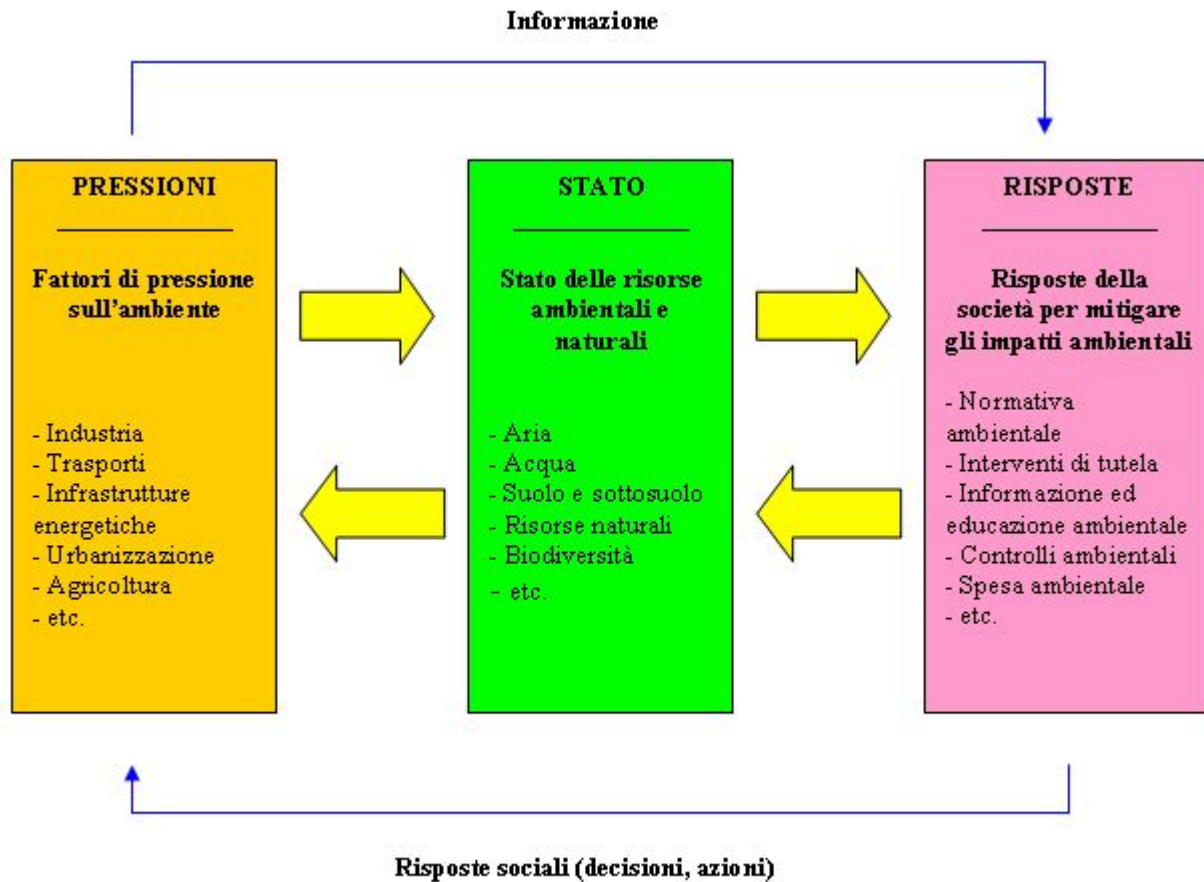 Informazione
PRESSIONI
Fattori di pressione
sull'ambiente
- Industria
- Trasporti
- Infrastrutture
energetiche
- Urbanizzazione
- Agricoltura
- etc.
STATO
Stato delle risorse
ambientali e
naturali
- Aria
- Acqua
- Suolo e sottosuolo
- Risorse naturali
- Biodiversità
- etc.
RISPOSTE
Risposte della
società per mitigare
gli impatti ambientali
- Normativa
ambientale
- Interventi di tutela
- Informazione ed
educazione ambientale
- Controlli ambientali
- Spesa ambientale
- etc.
Risposte sociali (decisioni, azioni)